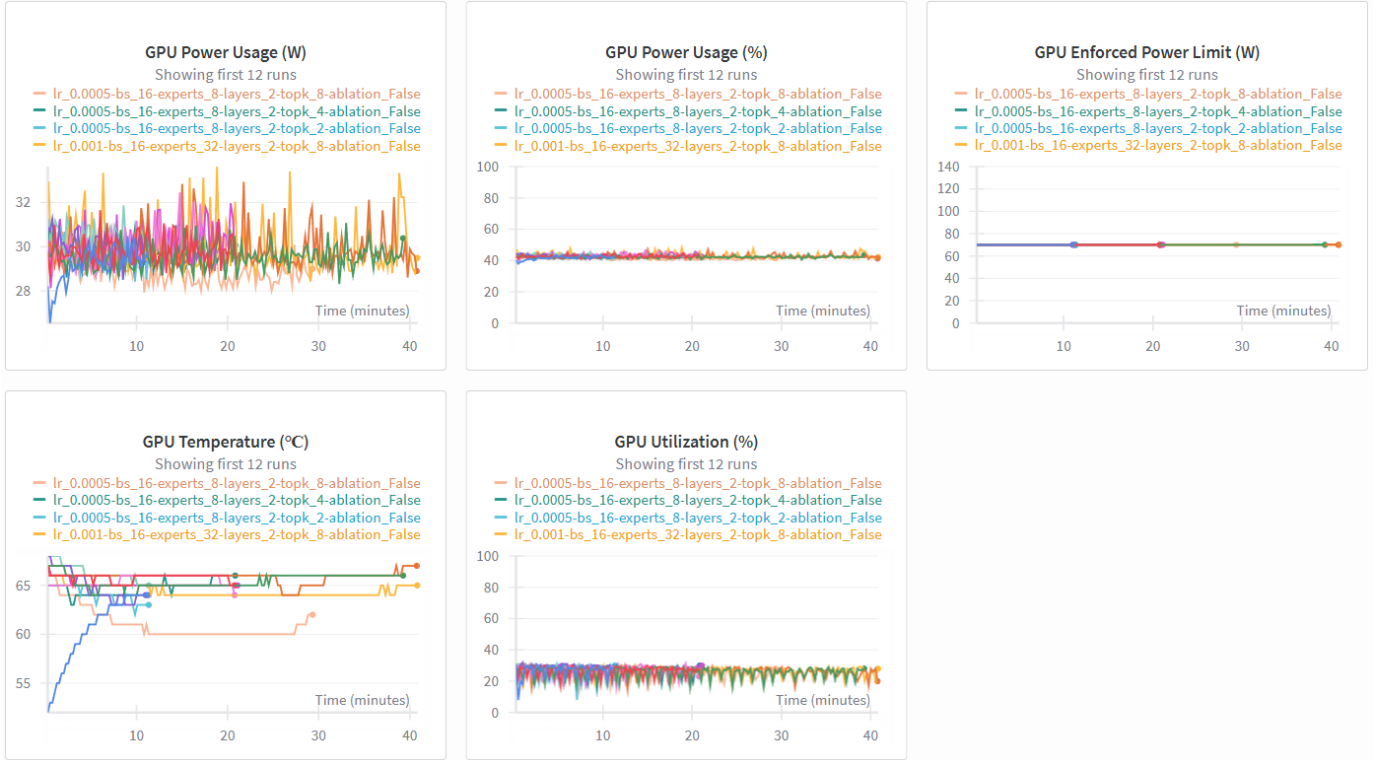 GPU Power Usage (W)
Showing first 12 runs
lr_0.0005-bs_16-experts_8-layers_2-topk_8-ablation_False
lr_0.0005-bs_16-experts_8-layers_2-topk_4-ablation_False
lr_0.0005-bs_16-experts_8-layers_2-topk_2-ablation_False
lr_0.001-bs_16-experts_32-layers_2-topk_8-ablation_False
32
30
28
Time (minutes)
10 20 30 40
GPU Power Usage (%)
Showing first 12 runs
lr_0.0005-bs_16-experts_8-layers_2-topk_8-ablation_False
lr_0.0005-bs_16-experts_8-layers_2-topk_4-ablation_False
lr_0.0005-bs_16-experts_8-layers_2-topk_2-ablation_False
lr_0.001-bs_16-experts_32-layers_2-topk_8-ablation_False
100
80
60
40
20
Time (minutes)
0
10 20 30 40
GPU Enforced Power Limit (W)
Showing first 12 runs
lr_0.0005-bs_16-experts_8-layers_2-topk_8-ablation_False
lr_0.0005-bs_16-experts_8-layers_2-topk_4-ablation_False
lr_0.0005-bs_16-experts_8-layers_2-topk_2-ablation_False
lr_0.001-bs_16-experts_32-layers_2-topk_8-ablation_False
140
120
100
80
60
40
20
Time (minutes)
0
10 20 30 40
GPU Temperature (℃)
Showing first 12 runs
lr_0.0005-bs_16-experts_8-layers_2-topk_8-ablation_False
lr_0.0005-bs_16-experts_8-layers_2-topk_4-ablation_False
lr_0.0005-bs_16-experts_8-layers_2-topk_2-ablation_False
lr_0.001-bs_16-experts_32-layers_2-topk_8-ablation_False
65
60
55
Time (minutes)
10 20 30 40
GPU Utilization (%)
Showing first 12 runs
lr_0.0005-bs_16-experts_8-layers_2-topk_8-ablation_False
lr_0.0005-bs_16-experts_8-layers_2-topk_4-ablation_False
lr_0.0005-bs_16-experts_8-layers_2-topk_2-ablation_False
lr_0.001-bs_16-experts_32-layers_2-topk_8-ablation_False
100
80
60
40
20
Time (minutes)
0
10 20 30 40